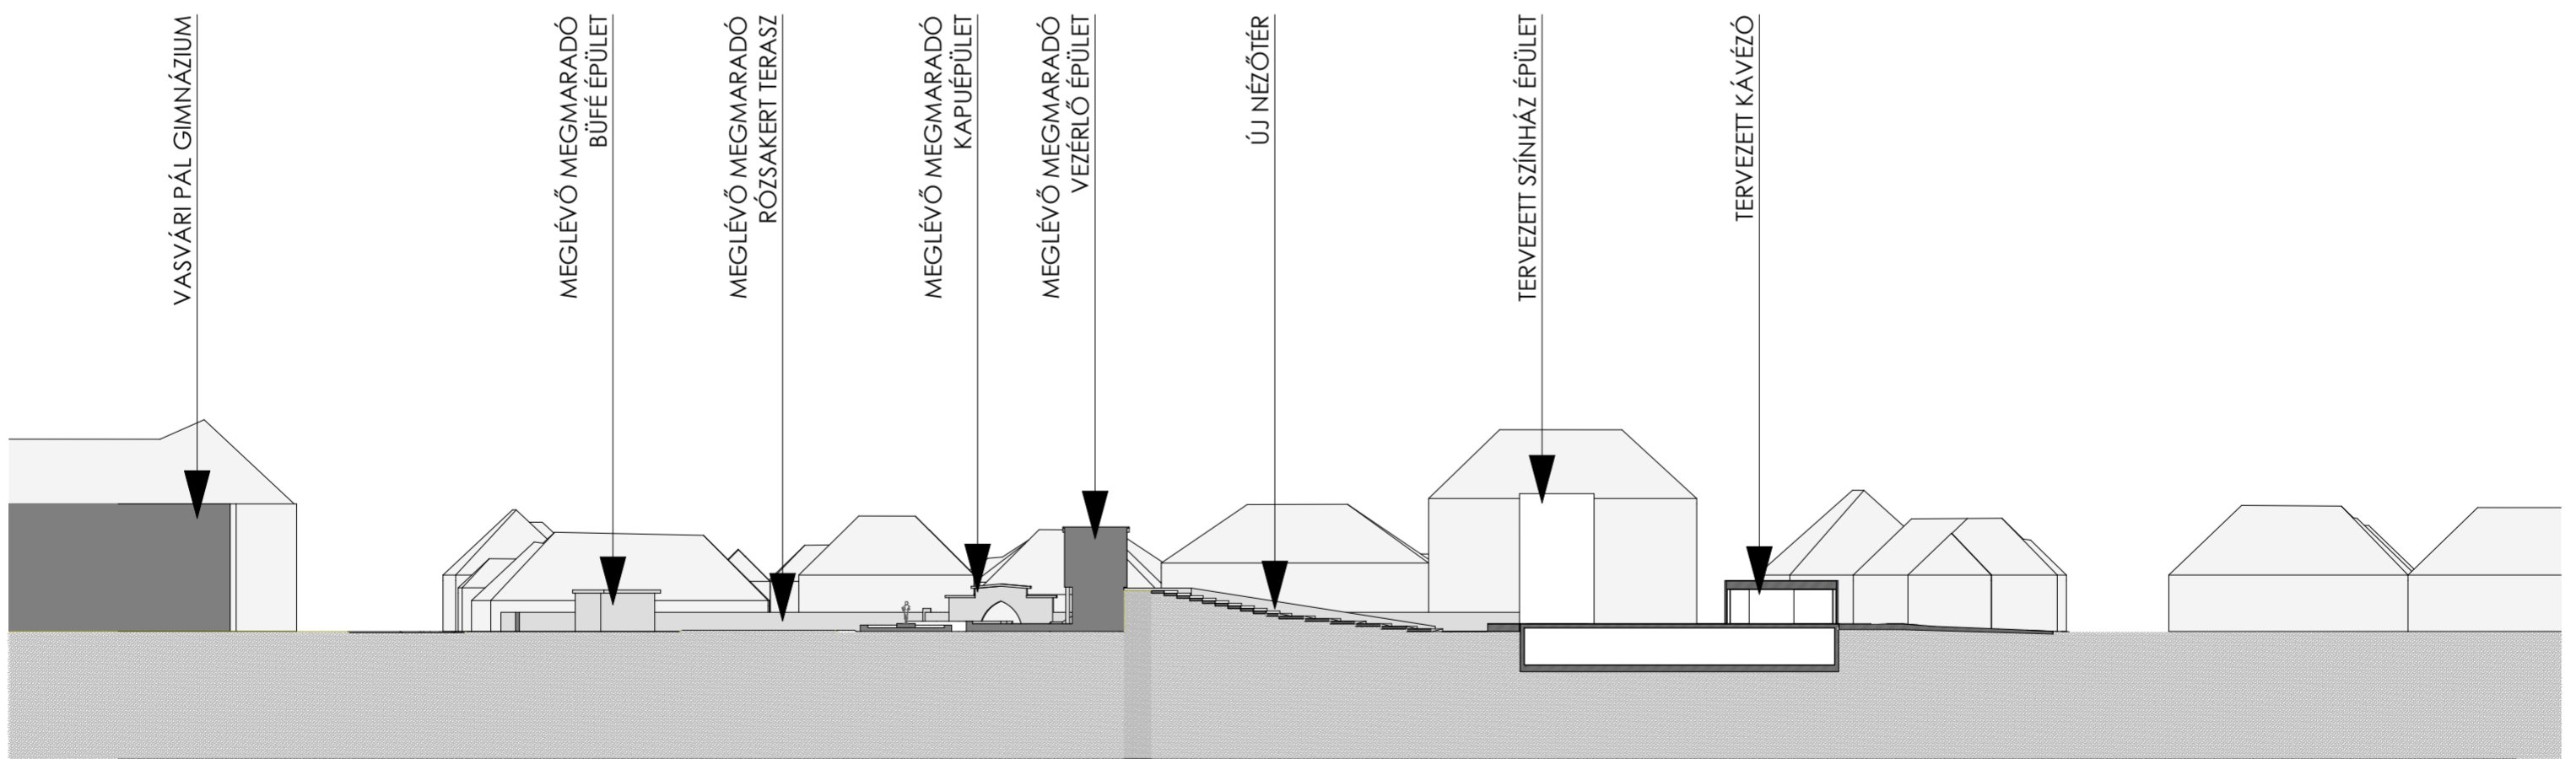 VASVÁRI PÁL GIMNÁZIUM
MEGLÉVŐ MEGMARADÓ
BÜFÉ ÉPÜLET
MEGLÉVŐ MEGMARADÓ
RÓZSAKERT TERASZ
MEGLÉVŐ MEGMARADÓ
KAPUÉPÜLET
MEGLÉVŐ MEGMARADÓ
VEZÉRLŐ ÉPÜLET
ÚJ NÉZŐTÉR
TERVEZETT SZÍNHÁZ ÉPÜLET
TERVEZETT KÁVÉZÓ